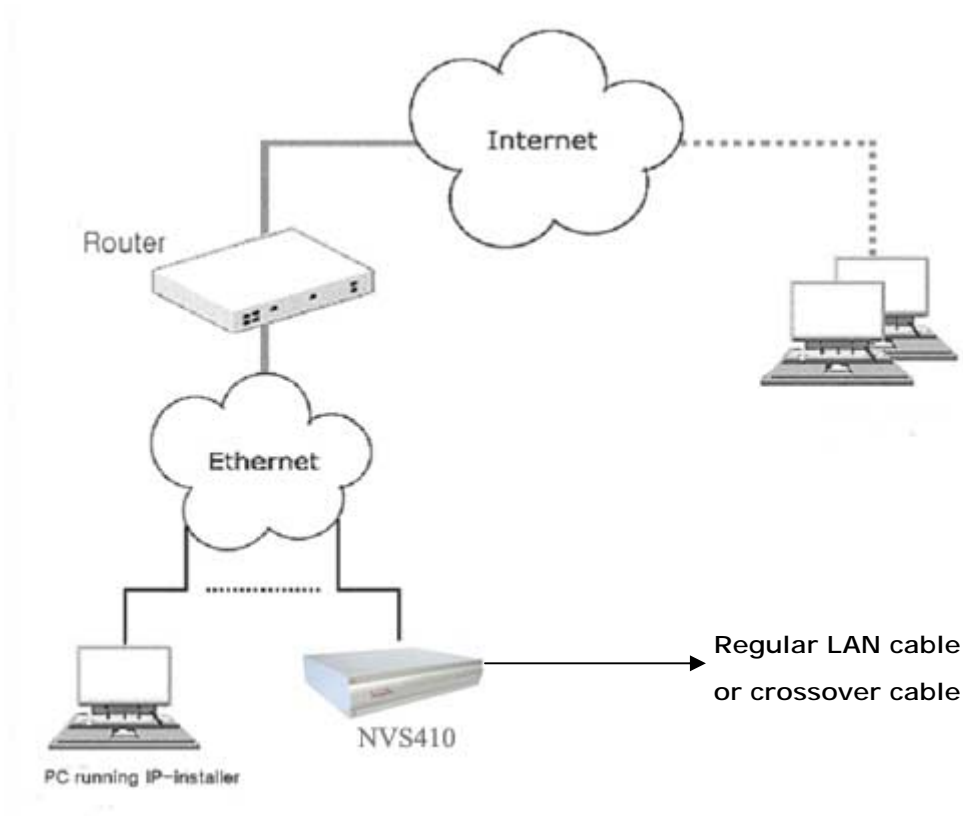 Internet
Router
Ethernet
Regular LAN cable
or crossover cable
NVS410
PC running IP-installer